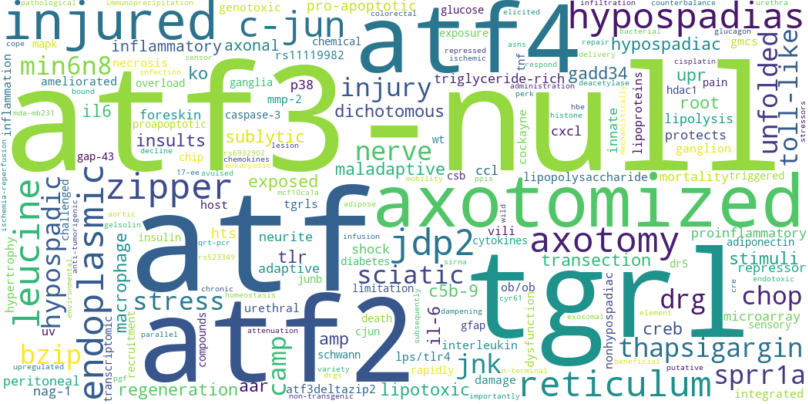 pathological
immunoprecipitation
colorectal
counterbalance
urethra
injured
c-jun
pro-apoptotic
genotoxic
glucose
elicited
atf4
infiltration
bacterial
glucagon
hypospadias
mapk
inflammatory
axonal
chemical
exposure
repressed
ischemic
tnf
asns
respond
repair
hypospadiac
cisplatin
gmcs
delivery
necrosis
sensor
rs11119982
min6n8
infection
ko
ameliorated
overload
ganglia
p38
triglyceride-rich
administration
perk
gadd34
deacetylase
upr
pain
hdac1
unfolded
toll-like
stressors
inflammation
mda-mb231
bound
il6
proapoptotic
foreskin
mmp-2
caspase-3
injury
dichotomous
hbe
histone
innate
lipoproteins
root
lipolysis
protects
atf3-null
insults
sublytic
wt
cxcl
cockayne
gap-43
chip
decline
eukaryotic
rs6932902
chemokines
lesion
nerve
maladaptive
csb
ccl
ganglion
ischemia-reperfusion
17-ee
avulsed
mcf10ca1a
mobility
ppis
lipopolysaccharide
mortality
triggered
zipper
exposed
leucine
hypospadic
challenged
anti-tumorigenic
endoplasmic
host
tgrls
adipose
atf
axotomized
wild
aortic
gelsolin
insulin
hts
neurite
infusion
shock
jdp2
vili
cytokines
axotomy
proinflammatory
adiponectin
hypertrophy
macrophage
qrt-pcr
rs523349
tlr
adaptive
diabetes
sirna
transection
dr5
stimuli
repressor
junb
limitation
sciatic
tgrl
endotoxic
chronic
homeostasis
c5b-9
ob/ob
cyr61
drg
chop
stress
uv
environmental
transcriptomic
recruitment
urethral
attenuation
death
il-6
dampening
exosomal
element
cre
microarray
sensory
parallel
compounds
camp
amp
cjun
subsequently
gfap
dysfunction
nonhypospadiac
creb
beneficial
atf2
schwann
interleukin
thapsigargin
bzip
variety
lps/tlr4
rapidly
jnk
n-terminal
putative
upregulated
peritoneal
nag-1
pgf
regeneration
aar
drgs
non-transgenic
atf3deltazip2
lipotoxic
damage
importantly
reticulum
sprr1a
integrated